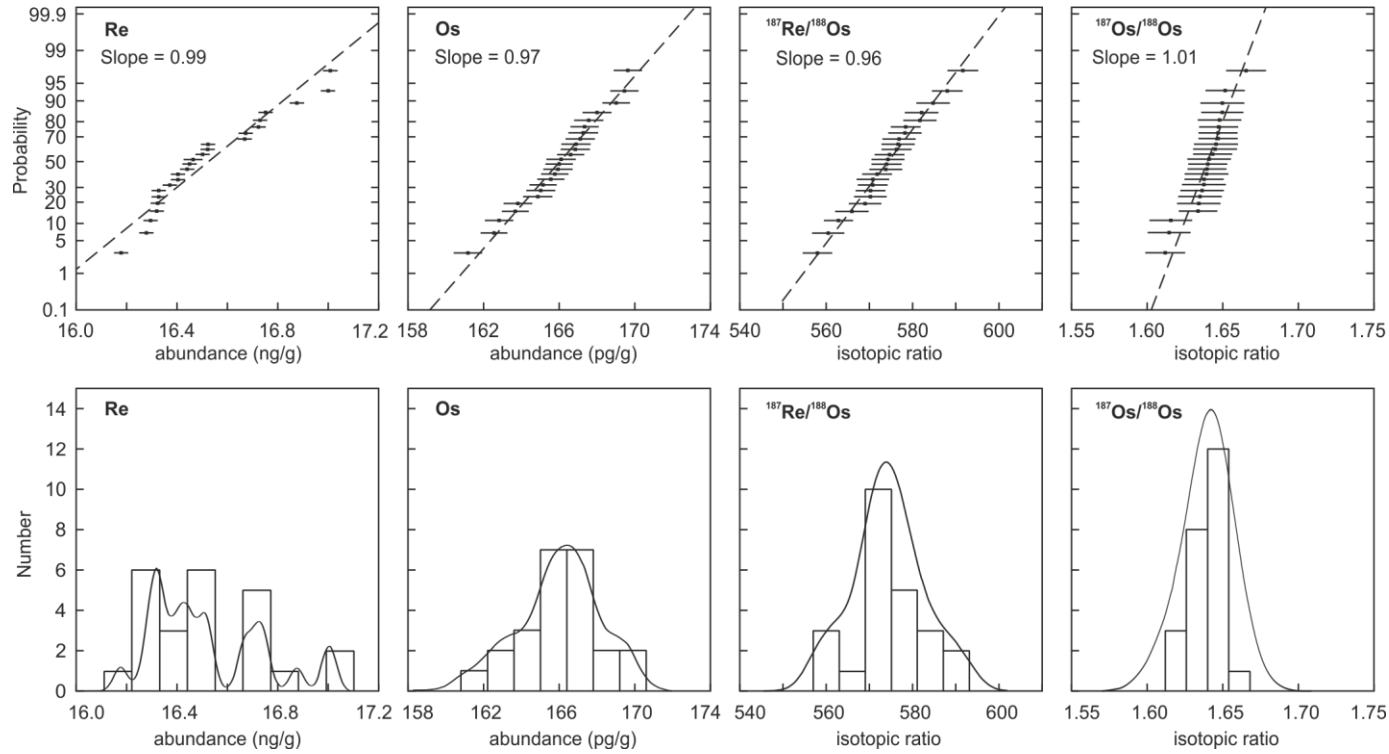 99.9
99
95
90
80
70
50
30
20
10
5
1
0.1
Probability
Re
Slope = 0.99
16.0
16.4
16.8
17.2
abundance (ng/g)
Os
Slope = 0.97
158
162
166
170
174
abundance (pg/g)
¹⁸⁷Re/¹⁸⁸Os
Slope = 0.96
540
560
580
600
isotopic ratio
¹⁸⁷Os/¹⁸⁸Os
Slope = 1.01
1.55
1.60
1.65
1.70
1.75
isotopic ratio
14
12
10
8
6
4
2
0
Number
Re
16.0
16.4
16.8
17.2
abundance (ng/g)
Os
158
162
166
170
174
abundance (pg/g)
¹⁸⁷Re/¹⁸⁸Os
540
560
580
600
isotopic ratio
¹⁸⁷Os/¹⁸⁸Os
1.55
1.60
1.65
1.70
1.75
isotopic ratio